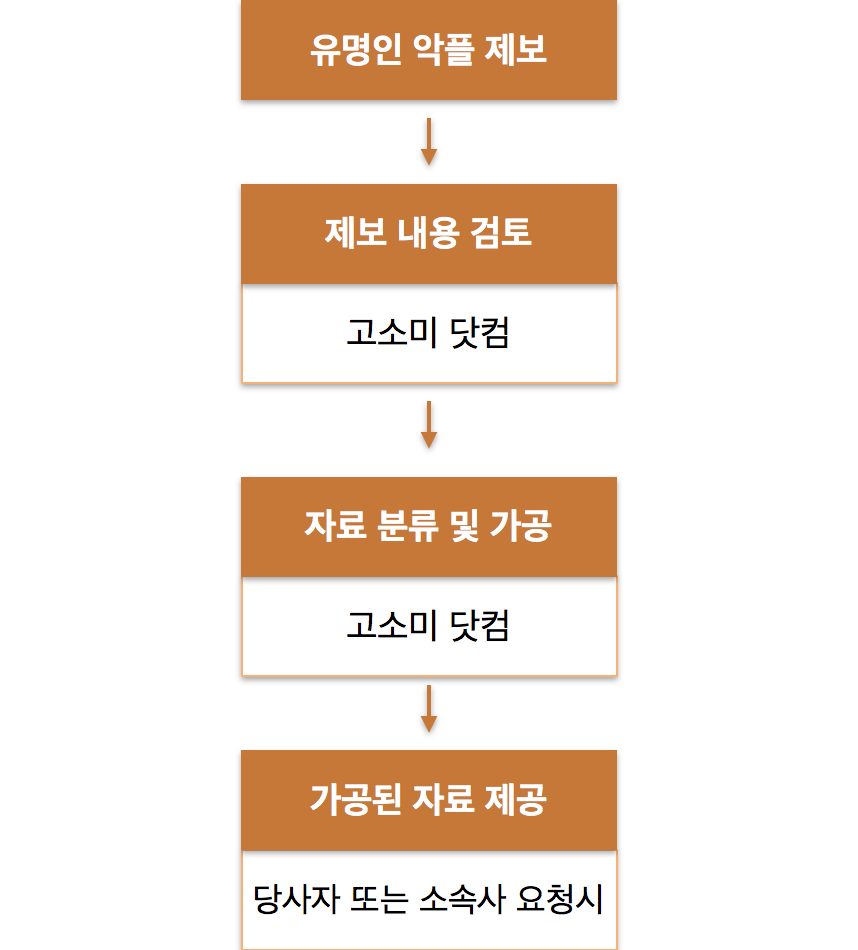 유명인 악플 제보
제보 내용 검토
고소미 닷컴
자료 분류 및 가공
고소미 닷컴
가공된 자료 제공
당사자 또는 소속사 요청시